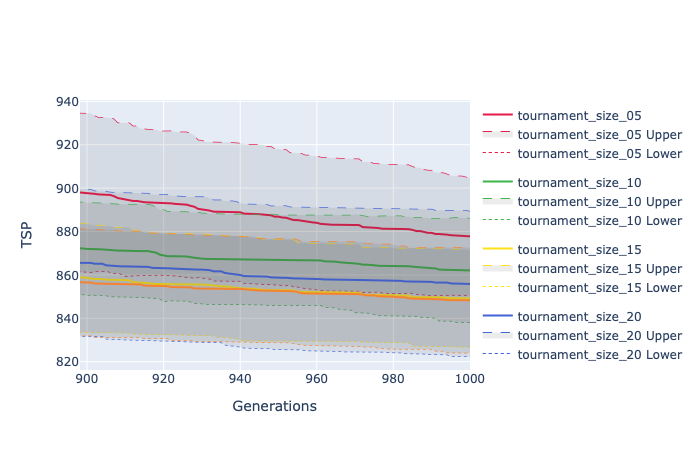 TSP
940
920
900
880
860
840
820
900
920
940
960
980
1000
Generations
tournament_size_05
tournament_size_05 Upper
tournament_size_05 Lower
tournament_size_10
tournament_size_10 Upper
tournament_size_10 Lower
tournament_size_15
tournament_size_15 Upper
tournament_size_15 Lower
tournament_size_20
tournament_size_20 Upper
tournament_size_20 Lower